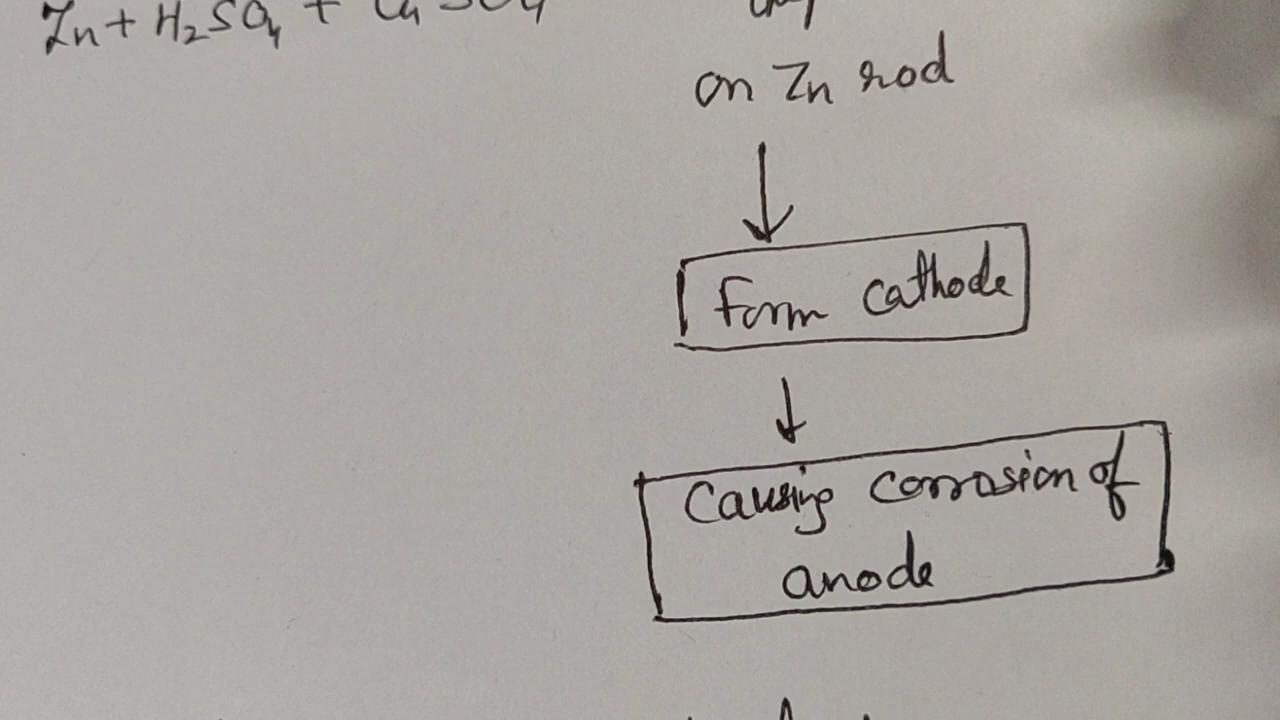 Zn + H₂SO₄ +
on Zn rod
Form cathode
Causing corrosion of
anode